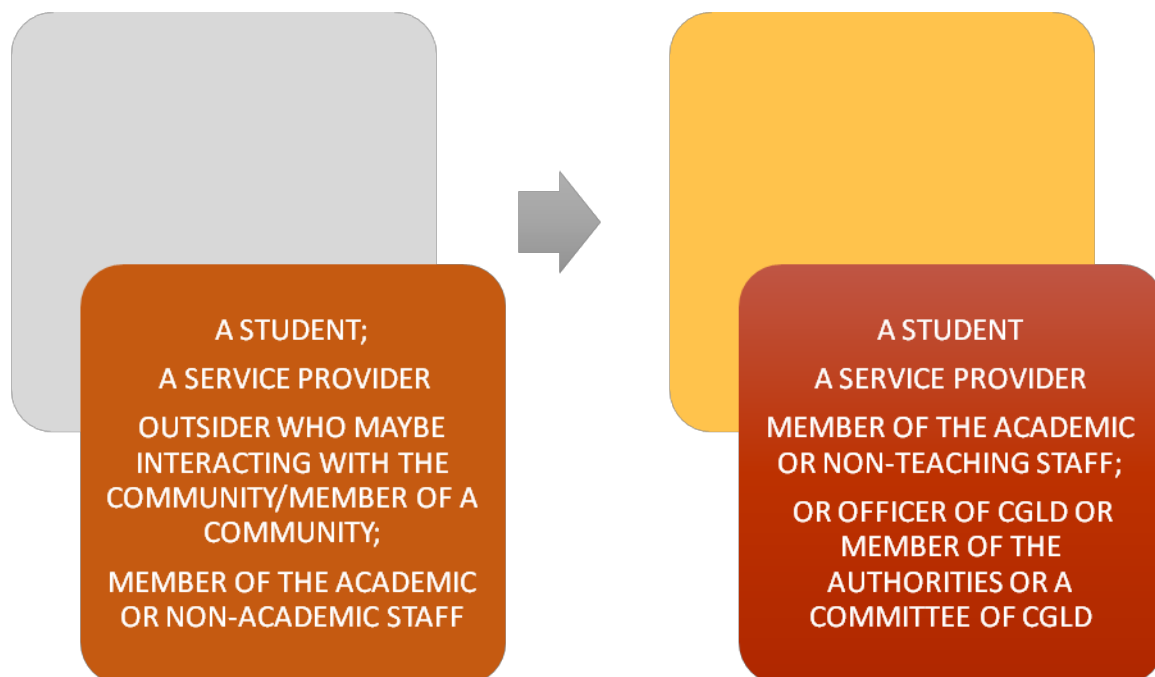 A STUDENT;
A SERVICE PROVIDER
OUTSIDER WHO MAYBE
INTERACTING WITH THE
COMMUNITY/MEMBER OF A
COMMUNITY;
MEMBER OF THE ACADEMIC
OR NON-ACADEMIC STAFF
A STUDENT
A SERVICE PROVIDER
MEMBER OF THE ACADEMIC
OR NON-TEACHING STAFF;
OR OFFICER OF CGLD OR
MEMBER OF THE
AUTHORITIES OR A
COMMITTEE OF CGLD